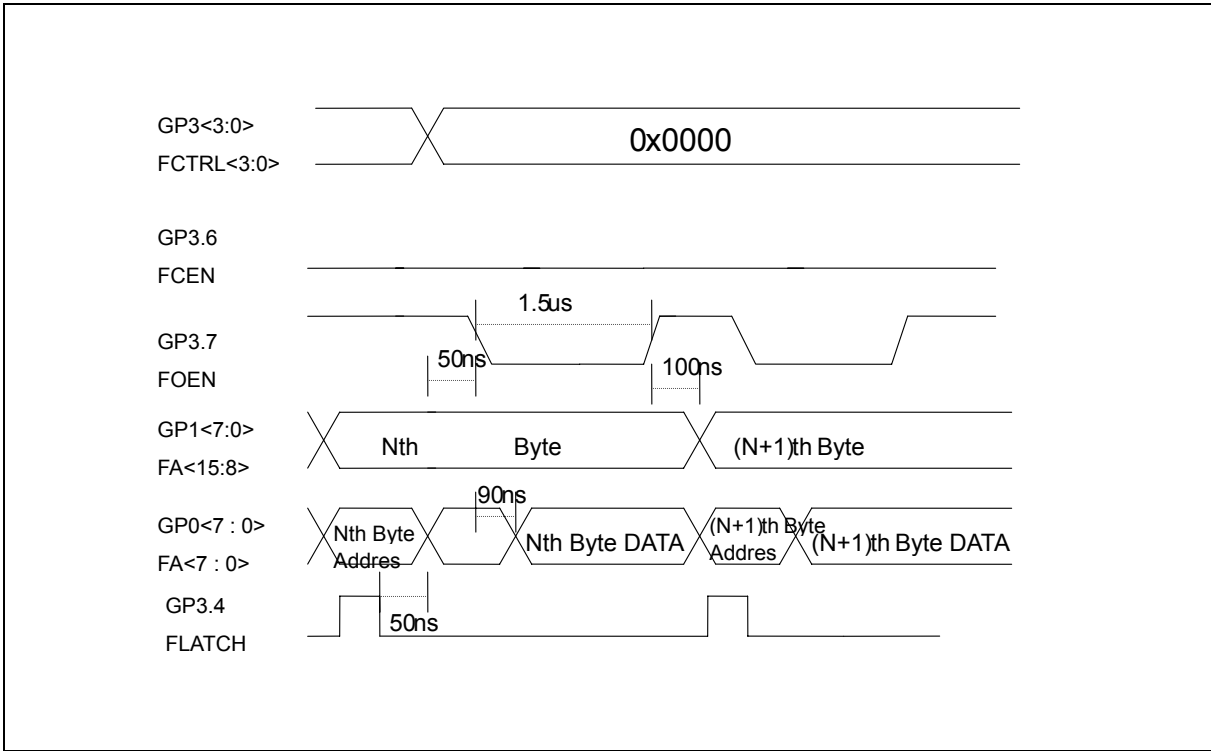 GP3<3:0>
0x0000
FCTRL<3:0>
GP3.6
FCEN
1.5us
GP3.7
50ns
100ns
FOEN
GP1<7:0>
Nth Byte
(N+1)th Byte
FA<15:8>
90ns
GP0<7 : 0>
Nth Byte
Addres
Nth Byte DATA
(N+1)th Byte
Addres
(N+1)th Byte DATA
FA<7 : 0>
GP3.4
50ns
FLATCH